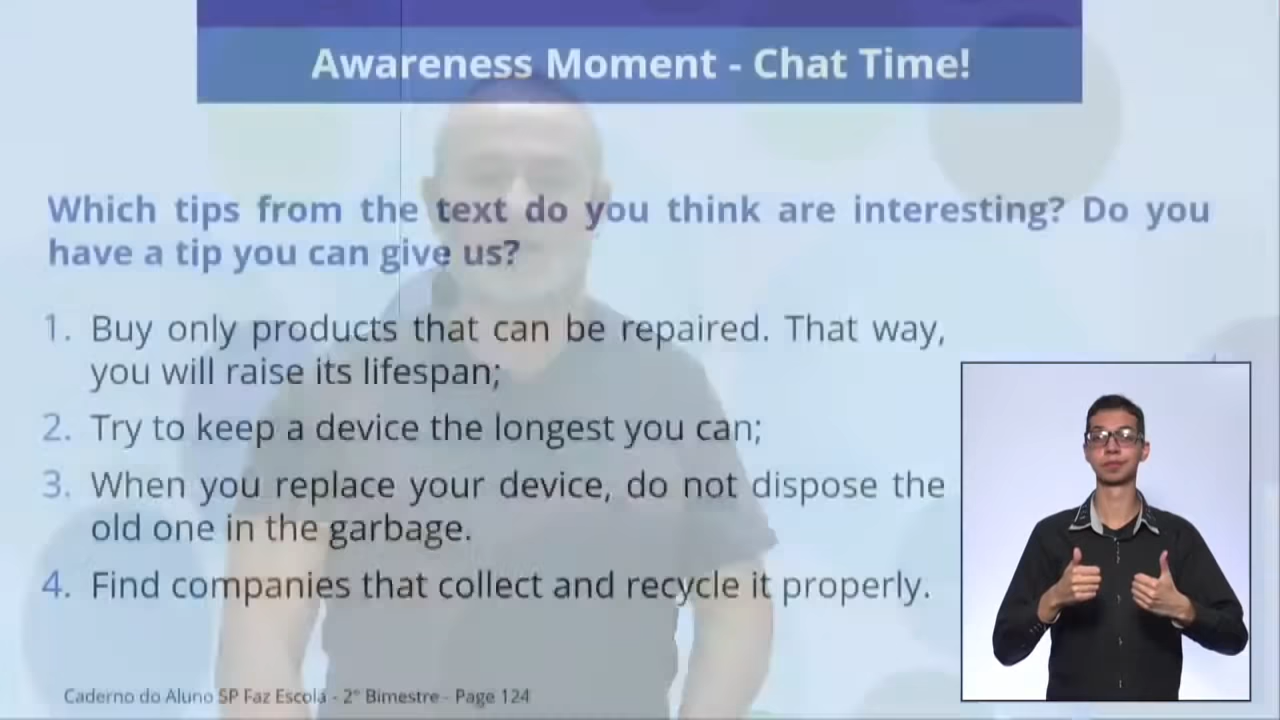 Awareness Moment - Chat Time!
Which tips from the text do you think are interesting? Do you
have a tip you can give us?
1. Buy only products that can be repaired. That way,
you will raise its lifespan;
2. Try to keep a device the longest you can;
3. When you replace your device, do not dispose the
old one in the garbage.
4. Find companies that collect and recycle it properly.
Caderno do Aluno SP Faz Escola - 2° Bimestre - Page 124